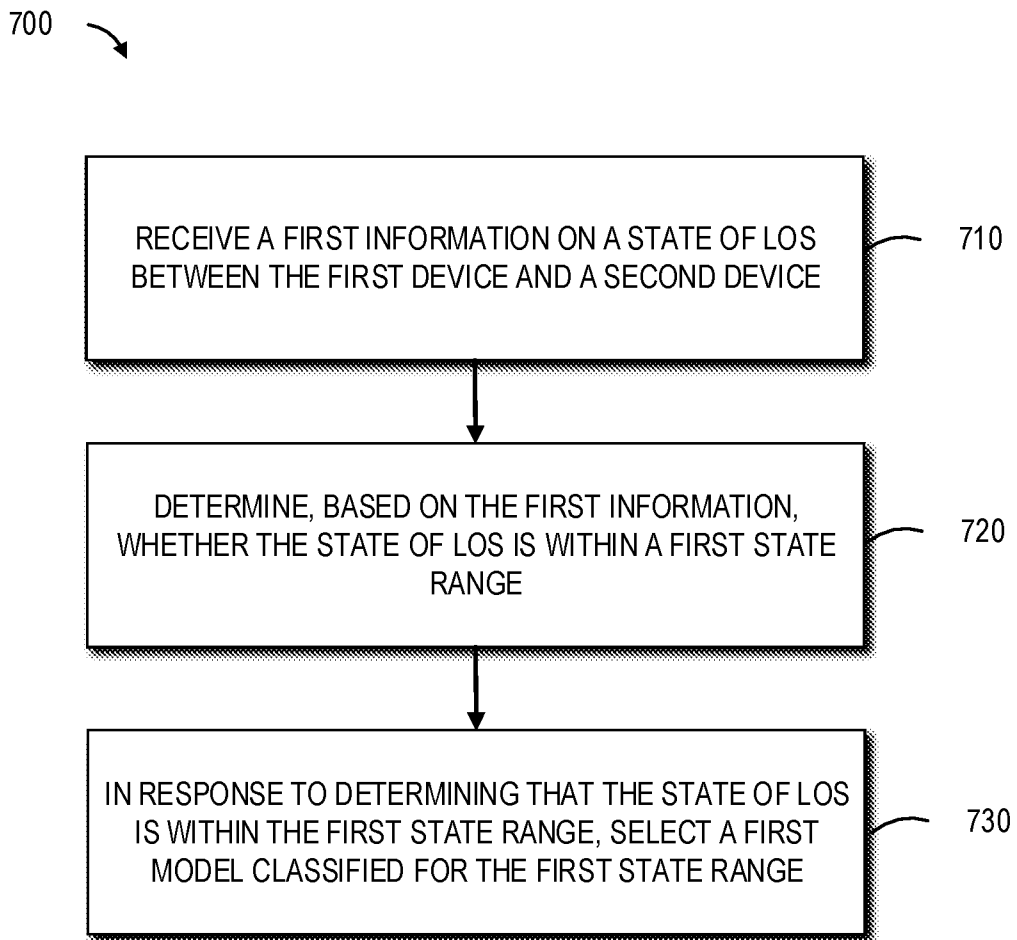 700
RECEIVE A FIRST INFORMATION ON A STATE OF LOS
BETWEEN THE FIRST DEVICE AND A SECOND DEVICE
710
DETERMINE, BASED ON THE FIRST INFORMATION,
WHETHER THE STATE OF LOS IS WITHIN A FIRST STATE
RANGE
720
IN RESPONSE TO DETERMINING THAT THE STATE OF LOS
IS WITHIN THE FIRST STATE RANGE, SELECT A FIRST
MODEL CLASSIFIED FOR THE FIRST STATE RANGE
730